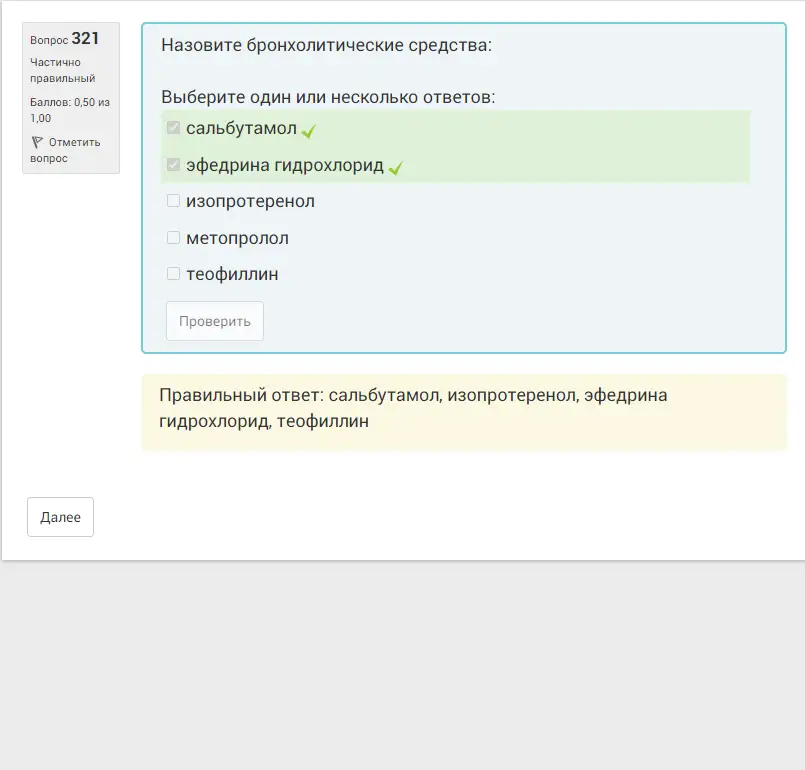 Вопрос 321
Частично
правильный
Баллов: 0,50 из
1,00
Отметить
вопрос
Назовите бронхолитические средства:
Выберите один или несколько ответов:
сальбутамол
эфедрина гидрохлорид
изопротеренол
метопролол
теофиллин
Проверить
Правильный ответ: сальбутамол, изопротеренол, эфедрина
гидрохлорид, теофиллин
Далее